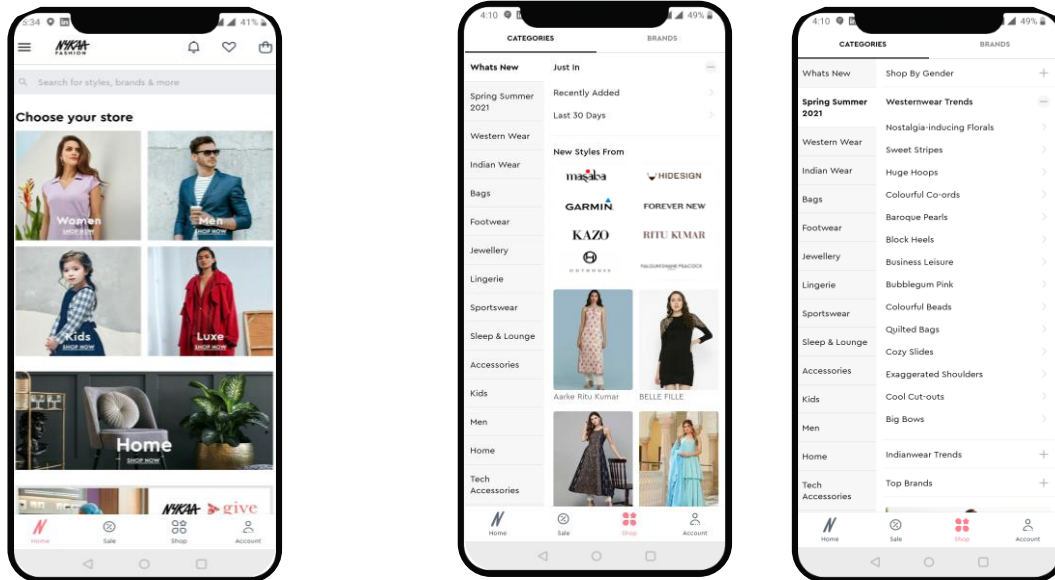 5:34
41%
NYKAA
FASHION
Search for styles, brands & more
Choose your store
Women
SHOP NOW
Men
SHOP NOW
Kids
SHOP NOW
Luxe
SHOP NOW
Home
SHOP NOW
NYKAA give
Home
Sale
Shop
Account
4:10
49%
CATEGORIES
BRANDS
Whats New
Spring Summer
2021
Western Wear
Indian Wear
Bags
Footwear
Jewellery
Lingerie
Sportswear
Sleep & Lounge
Accessories
Kids
Men
Home
Tech
Accessories
Just In
Recently Added
Last 30 Days
New Styles From
masaba
HIDESIGN
GARMIN
FOREVER NEW
KAZO
RITU KUMAR
OUTHOUSE
FALGUNI SHANE PEACOCK
Aarke Ritu Kumar
BELLE FILLE
Home
Sale
Shop
Account
4:10
49%
CATEGORIES
BRANDS
Whats New
Spring Summer
2021
Western Wear
Indian Wear
Bags
Footwear
Jewellery
Lingerie
Sportswear
Sleep & Lounge
Accessories
Kids
Men
Home
Tech
Accessories
Shop By Gender
Westernwear Trends
Nostalgia-inducing Florals
Sweet Stripes
Huge Hoops
Colourful Co-ords
Baroque Pearls
Block Heels
Business Leisure
Bubblegum Pink
Colourful Beads
Quilted Bags
Cozy Slides
Exaggerated Shoulders
Cool Cut-outs
Big Bows
Indianwear Trends
Top Brands
Home
Sale
Shop
Account